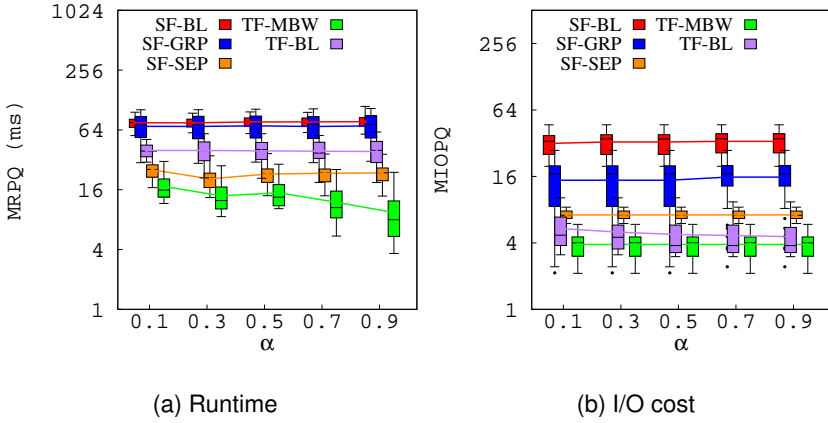 1024
256
64
16
4
1
MRPQ (ms)
SF-BL
SF-GRP
SF-SEP
TF-MBW
TF-BL
0.1 0.3 0.5 0.7 0.9
α
(a) Runtime
256
64
16
4
1
MIOPQ
SF-BL
SF-GRP
SF-SEP
TF-MBW
TF-BL
0.1 0.3 0.5 0.7 0.9
α
(b) I/O cost